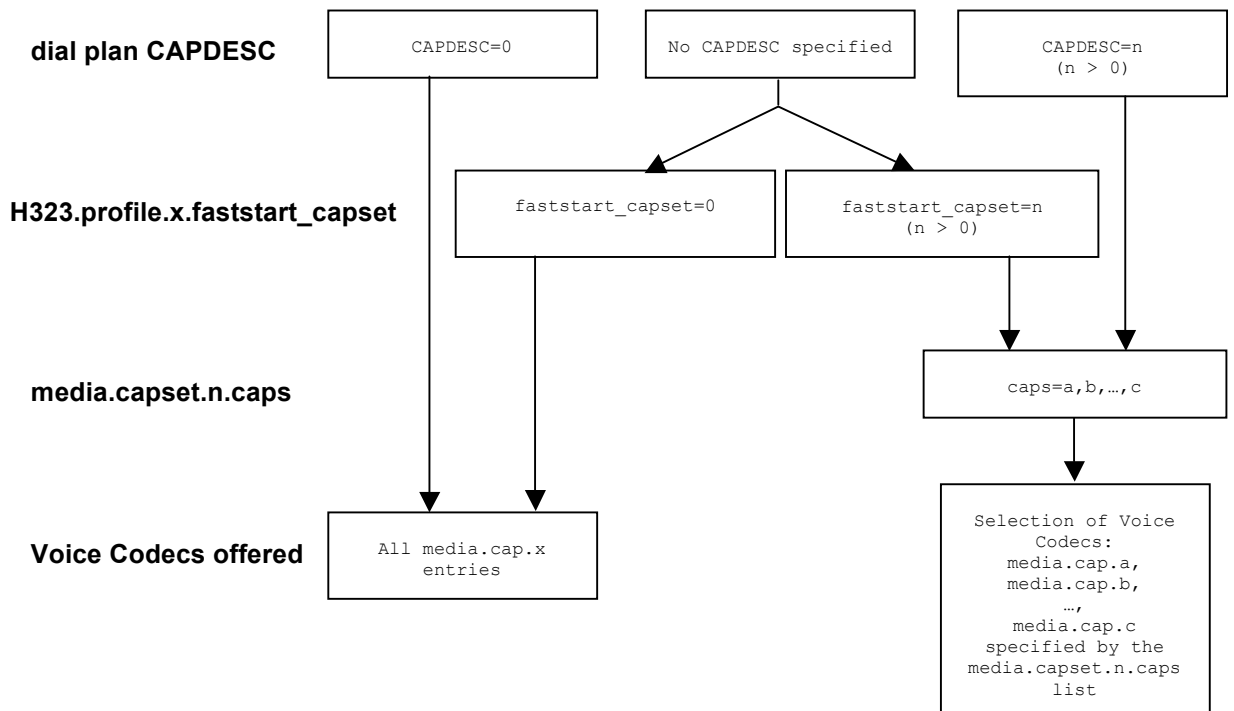 dial plan CAPDESC
CAPDESC=0
No CAPDESC specified
CAPDESC=n
(n > 0)
H323.profile.x.faststart_capset
faststart_capset=0
faststart_capset=n
(n > 0)
media.capset.n.caps
caps=a,b,…,c
Voice Codecs offered
All media.cap.x
entries
Selection of Voice
Codecs:
media.cap.a,
media.cap.b,
…,
media.cap.c
specified by the
media.capset.n.caps
list